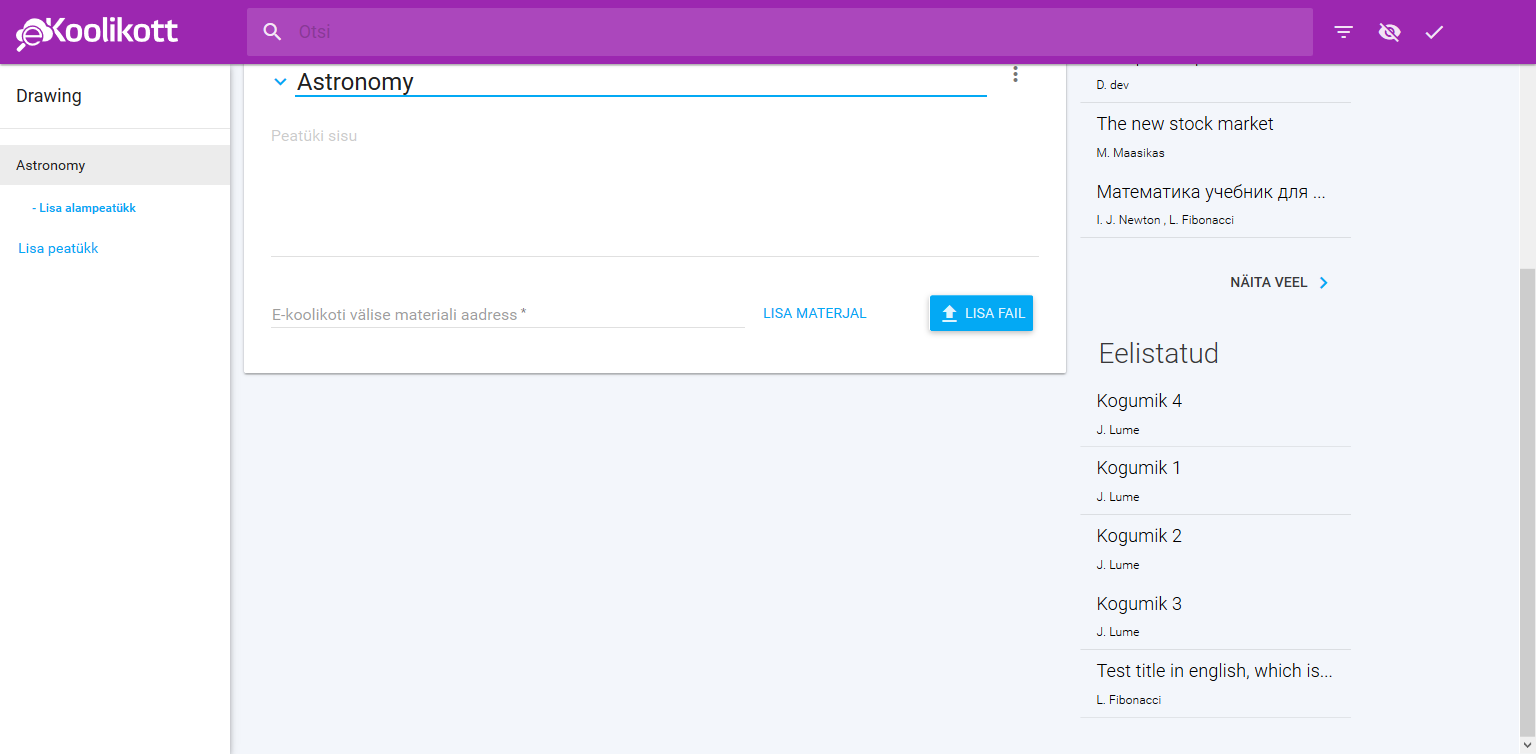 eKoolikott
Otsi
Drawing
Astronomy
- Lisa alampeatükk
Lisa peatükk
Astronomy
Peatüki sisu
E-koolikoti välise materiali aadress *
LISA MATERJAL
LISA FAIL
D. dev
The new stock market
M. Maasikas
Математика учебник для ...
I. J. Newton , L. Fibonacci
NÄITA VEEL
Eelistatud
Kogumik 4
J. Lume
Kogumik 1
J. Lume
Kogumik 2
J. Lume
Kogumik 3
J. Lume
Test title in english, which is...
L. Fibonacci